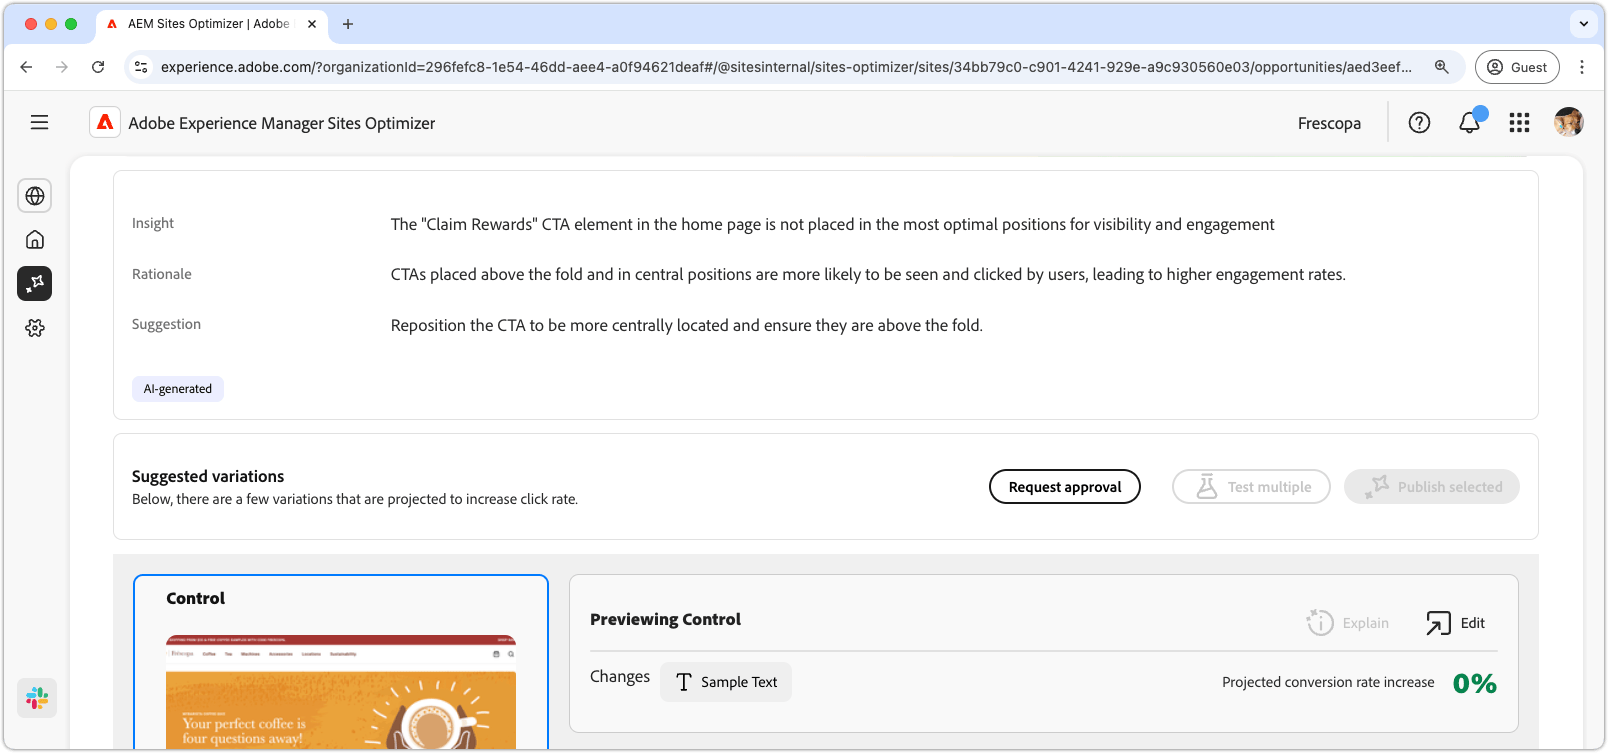 AEM Sites Optimizer | Adobe
experience.adobe.com/?organizationId=296fefc8-1e54-46dd-aee4-a0f94621deaf#/@sitesinternal/sites-optimizer/sites/34bb79c0-c901-4241-929e-a9c930560e03/opportunities/aed3eef...
Guest
Adobe Experience Manager Sites Optimizer
Frescopa
Insight
The "Claim Rewards" CTA element in the home page is not placed in the most optimal positions for visibility and engagement
Rationale
CTAs placed above the fold and in central positions are more likely to be seen and clicked by users, leading to higher engagement rates.
Suggestion
Reposition the CTA to be more centrally located and ensure they are above the fold.
AI-generated
Suggested variations
Below, there are a few variations that are projected to increase click rate.
Request approval
Test multiple
Publish selected
Control
Coffee Tea Machines Accessories Locations Sustainability
Your perfect coffee is
four questions away!
Previewing Control
Explain
Edit
Changes
Sample Text
Projected conversion rate increase
0%